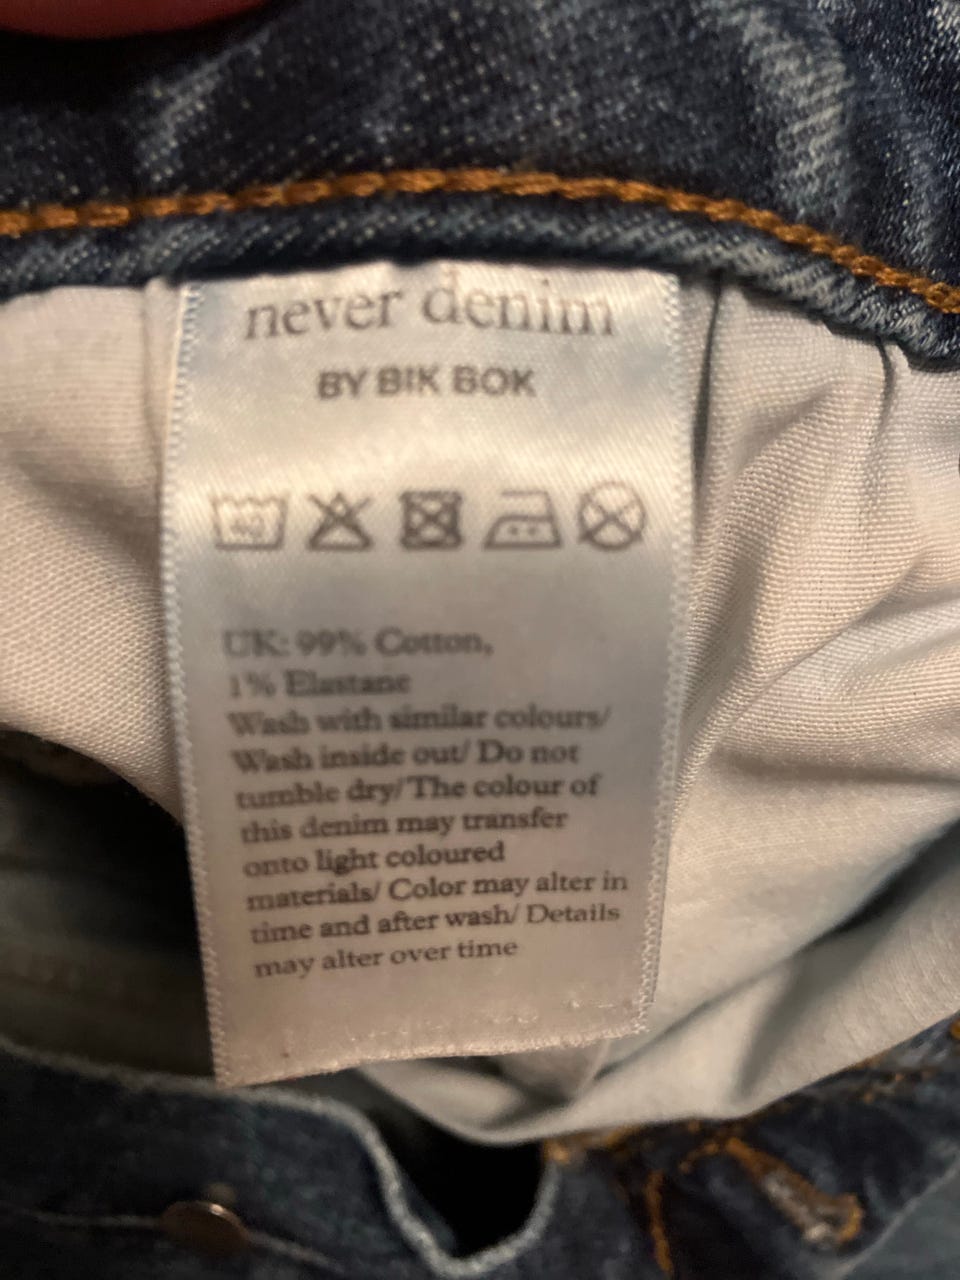 never denim
BY BIK BOK
40
UK: 99% Cotton,
1% Elastane
Wash with similar colours/
Wash inside out/ Do not
tumble dry/The colour of
this denim may transfer
onto light coloured
materials/ Color may alter in
time and after wash/ Details
may alter over time